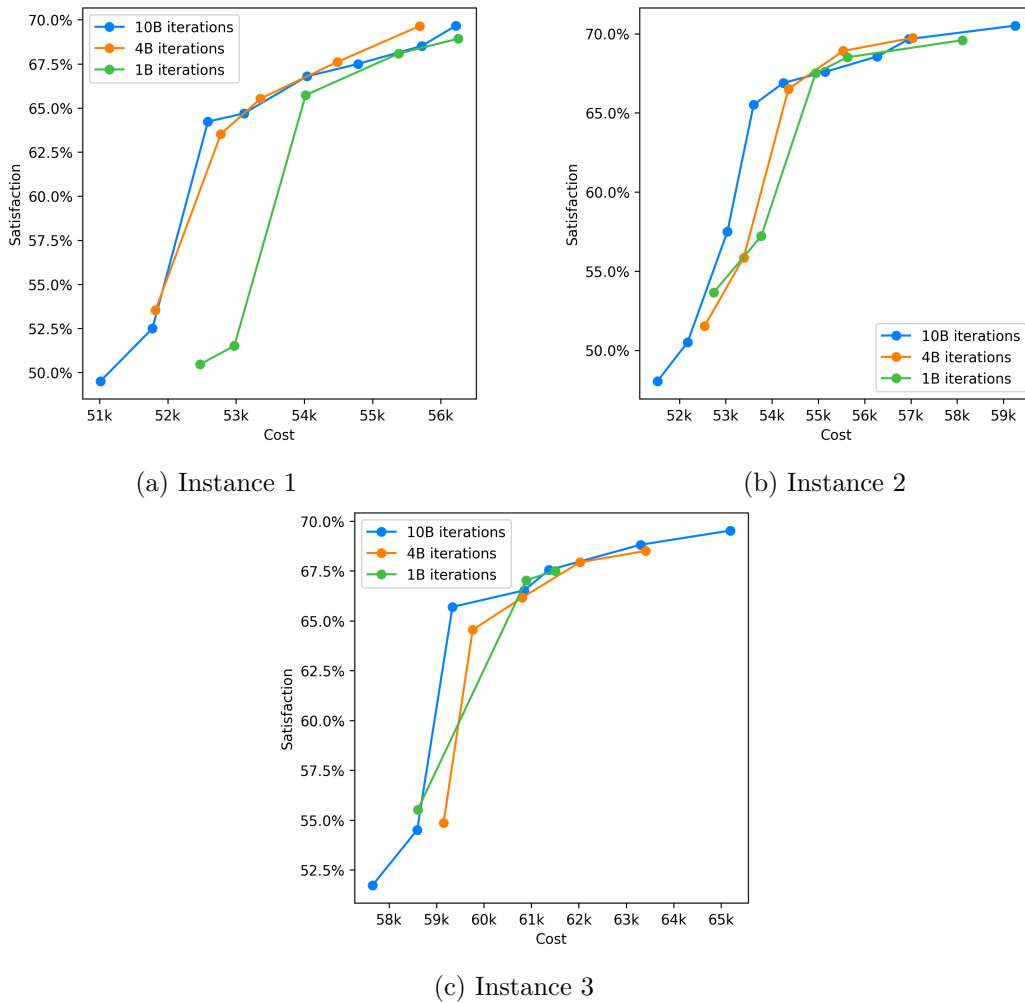 70.0%
67.5%
65.0%
62.5%
60.0%
57.5%
55.0%
52.5%
50.0%
Satisfaction
10B iterations
4B iterations
1B iterations
51k 52k 53k 54k 55k 56k
Cost
(a) Instance 1
70.0%
65.0%
60.0%
55.0%
50.0%
Satisfaction
10B iterations
4B iterations
1B iterations
52k 53k 54k 55k 56k 57k 58k 59k
Cost
(b) Instance 2
70.0%
67.5%
65.0%
62.5%
60.0%
57.5%
55.0%
52.5%
Satisfaction
10B iterations
4B iterations
1B iterations
58k 59k 60k 61k 62k 63k 64k 65k
Cost
(c) Instance 3